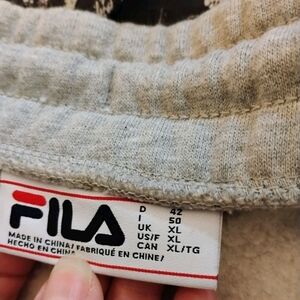 FILA
D 42
I 50
UK XL
US/F XL
CAN XL/TG
MADE IN CHINA/ FABRIQUÉ EN CHINE/
HECHO EN CHINA